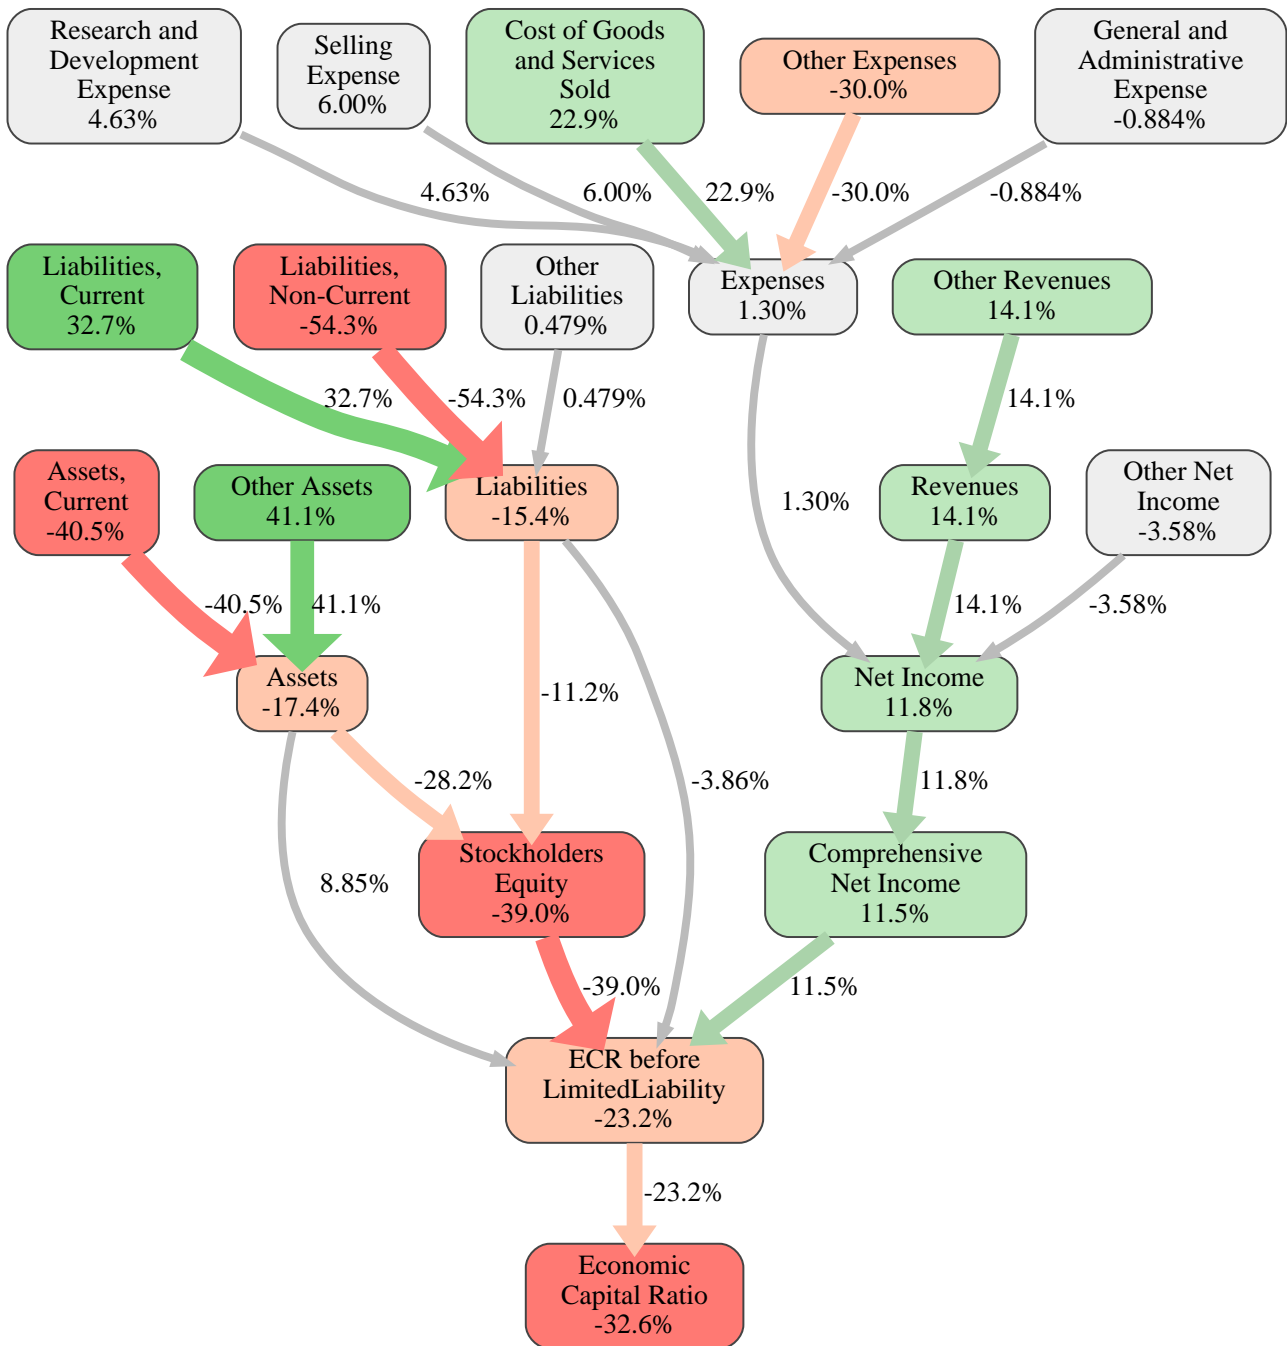 Research and
Development
Expense
4.63%
Selling
Expense
6.00%
Cost of Goods
and Services
Sold
22.9%
Other Expenses
-30.0%
General and
Administrative
Expense
-0.884%
4.63%
6.00%
22.9%
-30.0%
-0.884%
Liabilities,
Current
32.7%
Liabilities,
Non-Current
-54.3%
Other
Liabilities
0.479%
Expenses
1.30%
Other Revenues
14.1%
32.7%
-54.3%
0.479%
14.1%
Assets,
Current
-40.5%
Other Assets
41.1%
Liabilities
-15.4%
1.30%
Revenues
14.1%
Other Net
Income
-3.58%
-40.5%
41.1%
14.1%
-3.58%
Assets
-17.4%
-11.2%
Net Income
11.8%
-28.2%
-3.86%
11.8%
8.85%
Stockholders
Equity
-39.0%
Comprehensive
Net Income
11.5%
-39.0%
11.5%
ECR before
LimitedLiability
-23.2%
-23.2%
Economic
Capital Ratio
-32.6%